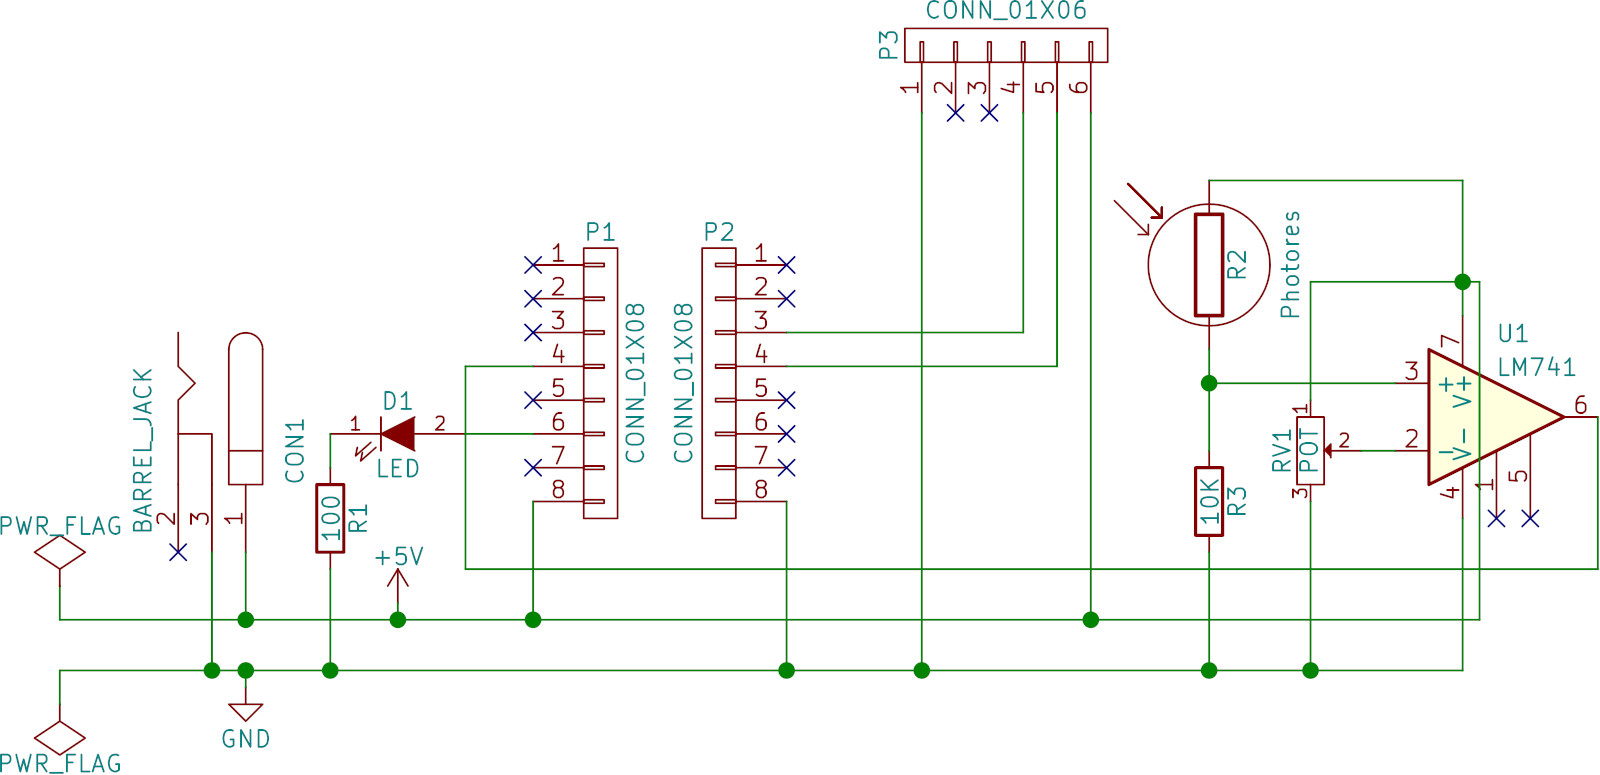 CONN_01X06
P3
1
2
3
4
5
6
P1
1
2
3
4
5
6
7
8
CONN_01X08
P2
1
2
3
4
5
6
7
8
CONN_01X08
R2
Photores
U1
LM741
7
3
2
6
4
1
5
V+
V-
+
-
RV1
POT
1
2
3
10K
R3
BARREL_JACK
2
3
1
CON1
D1
1
2
LED
100
R1
+5V
PWR_FLAG
GND
PWR_FLAG